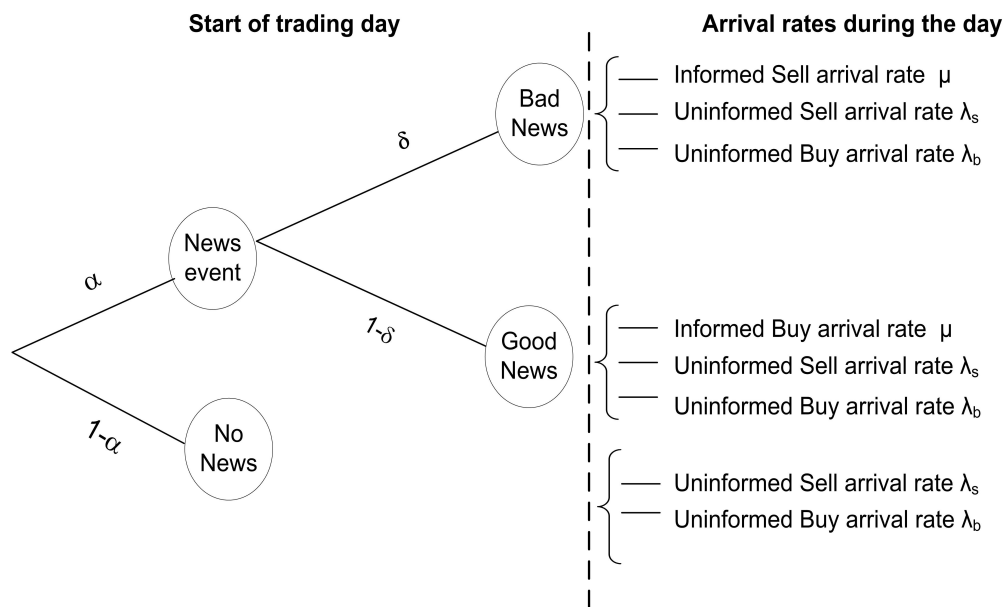 Start of trading day
Arrival rates during the day
Bad
News
Informed Sell arrival rate μ
Uninformed Sell arrival rate λs
Uninformed Buy arrival rate λb
δ
News
event
α
1-δ
Good
News
Informed Buy arrival rate μ
Uninformed Sell arrival rate λs
Uninformed Buy arrival rate λb
1-α
No
News
Uninformed Sell arrival rate λs
Uninformed Buy arrival rate λb